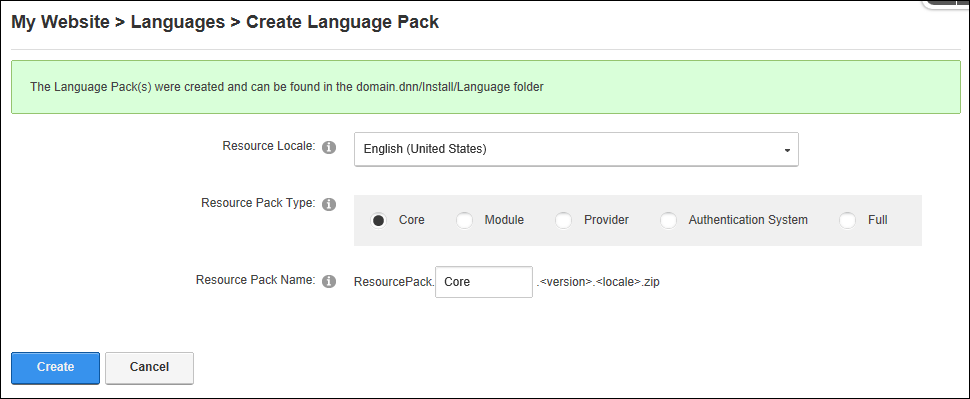 My Website > Languages > Create Language Pack
The Language Pack(s) were created and can be found in the domain.dnn/Install/Language folder
Resource Locale: English (United States)
Resource Pack Type: Core Module Provider Authentication System Full
Resource Pack Name: ResourcePack. Core .<version>.<locale>.zip
Create Cancel